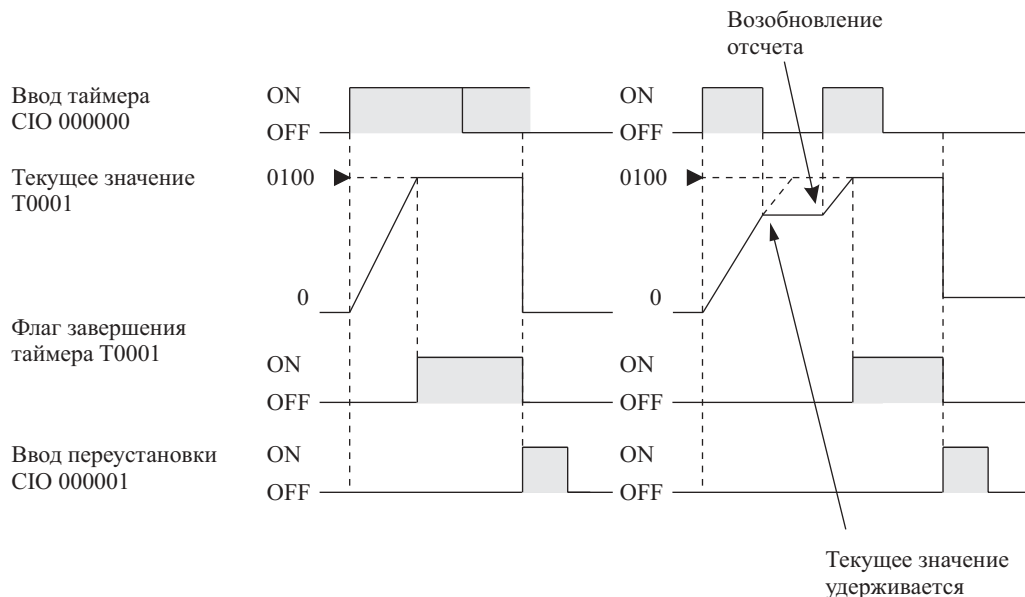 Возобновление
отсчета
Ввод таймера
CIO 000000
ON
OFF
ON
OFF
Текущее значение
T0001
0100
0
0100
0
Флаг завершения
таймера T0001
ON
OFF
ON
OFF
Ввод переустановки
CIO 000001
ON
OFF
ON
OFF
Текущее значение
удерживается